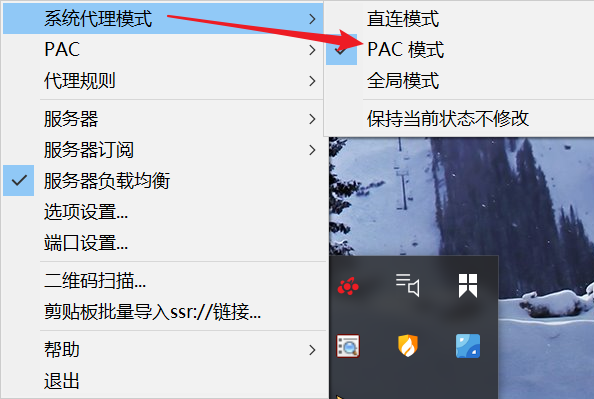 系统代理模式
PAC
代理规则
服务器
服务器订阅
服务器负载均衡
选项设置...
端口设置...
二维码扫描...
剪贴板批量导入ssr://链接...
帮助
退出
直连模式
PAC 模式
全局模式
保持当前状态不修改